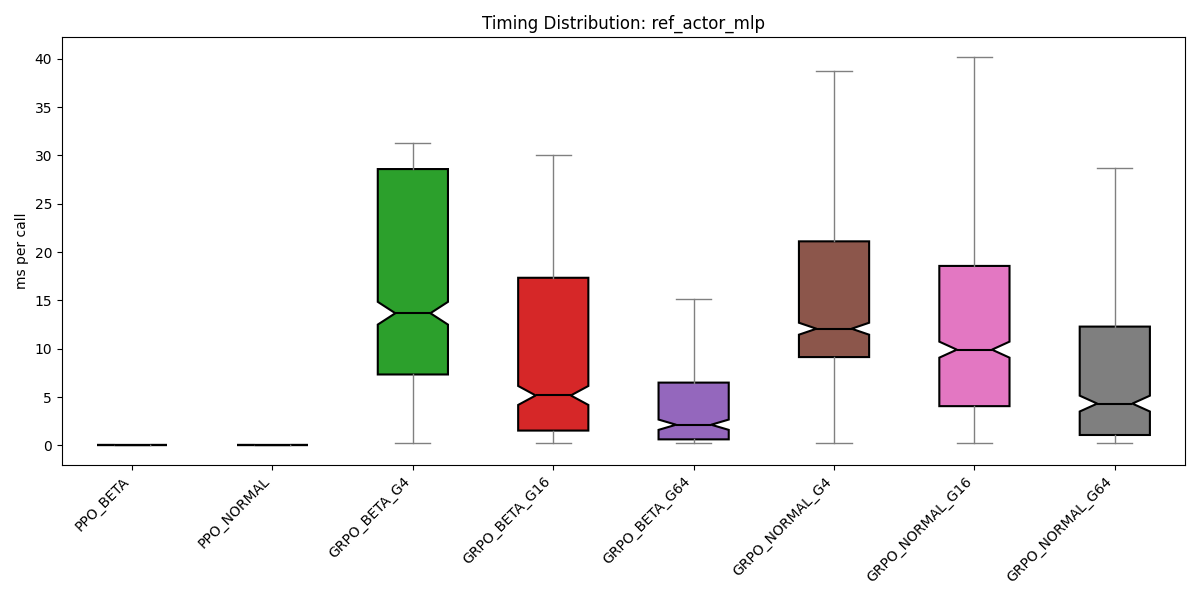 Timing Distribution: ref_actor_mlp
ms per call
40
35
30
25
20
15
10
5
0
PPO_BETA
PPO_NORMAL
GRPO_BETA_G4
GRPO_BETA_G16
GRPO_BETA_G64
GRPO_NORMAL_G4
GRPO_NORMAL_G16
GRPO_NORMAL_G64